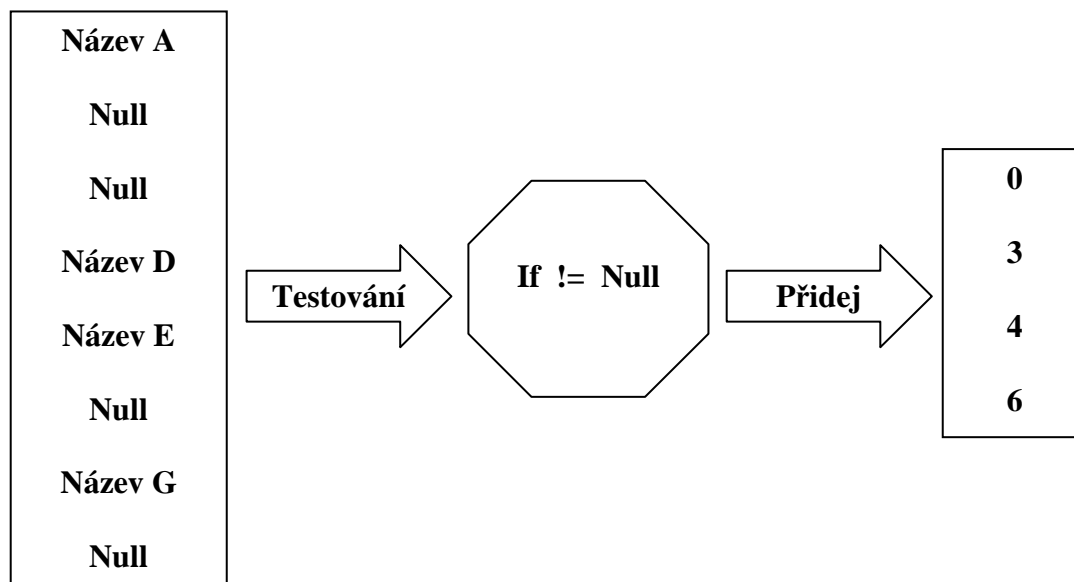 Název A
Null
Null
Název D
Název E
Null
Název G
Null
Testování
If != Null
Přidej
0
3
4
6